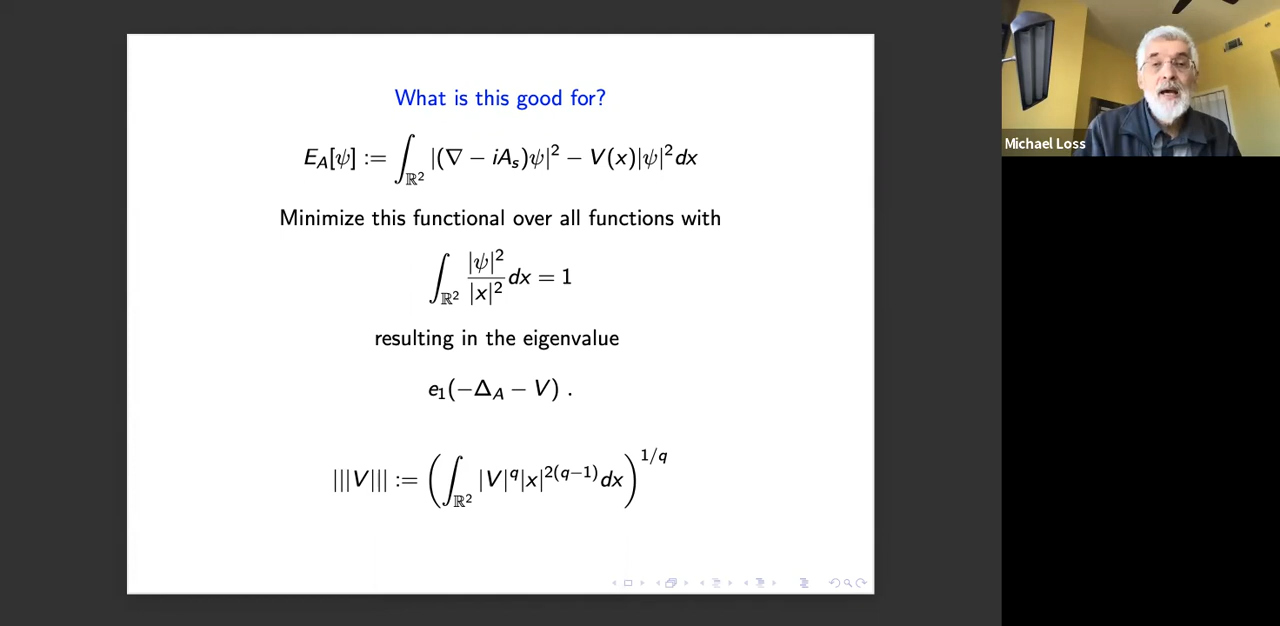 What is this good for?
E_A[ψ] := ∫_{ℝ²} |(∇ − iA_s)ψ|² − V(x)|ψ|² dx
Minimize this functional over all functions with
∫_{ℝ²} |ψ|²/|x|² dx = 1
resulting in the eigenvalue
e₁(−Δ_A − V) .
|||V||| := (∫_{ℝ²} |V|^q |x|^{2(q−1)} dx)^{1/q}
Michael Loss